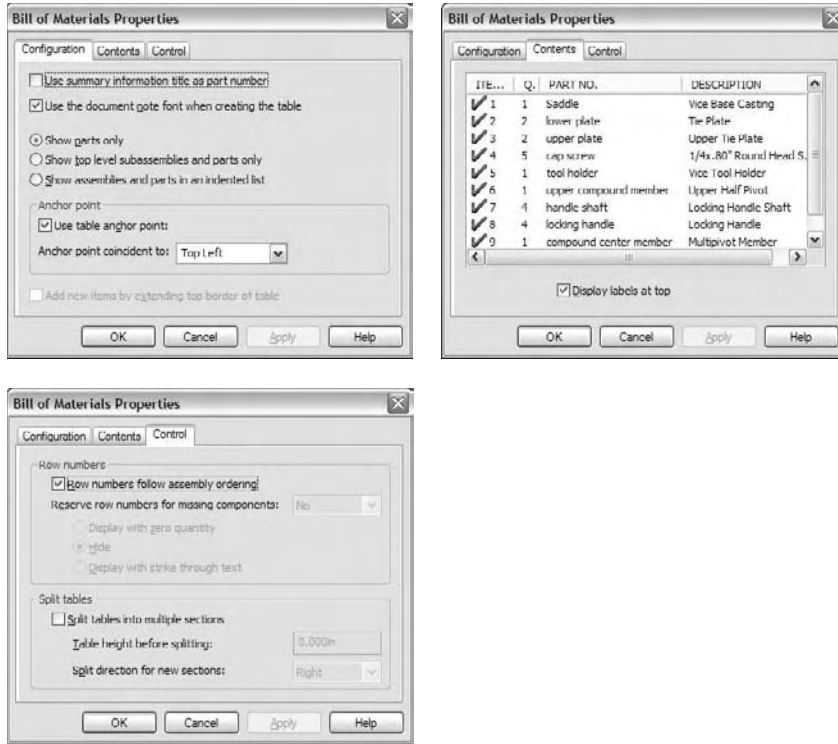 Bill of Materials Properties
Configuration Contents Control
Use summary information title as part number
Use the document note font when creating the table
Show parts only
Show top level subassemblies and parts only
Show assemblies and parts in an indented list
Anchor point
Use table anchor point:
Anchor point coincident to: Top Left
Add new items by extending top border of table
OK Cancel Apply Help
Bill of Materials Properties
Configuration Contents Control
ITE... Q. PART NO. DESCRIPTION
1 1 Saddle Vice Base Casting
2 2 lower plate Tie Plate
3 2 upper plate Upper Tie Plate
4 5 cap screw 1/4x.80" Round Head S.
5 1 tool holder Vice Tool Holder
6 1 upper compound member Upper Half Pivot
7 4 handle shaft Locking Handle Shaft
8 4 locking handle Locking Handle
9 1 compound center member Multipivot Member
Display labels at top
OK Cancel Apply Help
Bill of Materials Properties
Configuration Contents Control
Row numbers
Row numbers follow assembly ordering
Reserve row numbers for missing components: No
Display with zero quantity
Hide
Display with strike through text
Split tables
Split tables into multiple sections
Table height before splitting: 0.000in
Split direction for new sections: Right
OK Cancel Apply Help